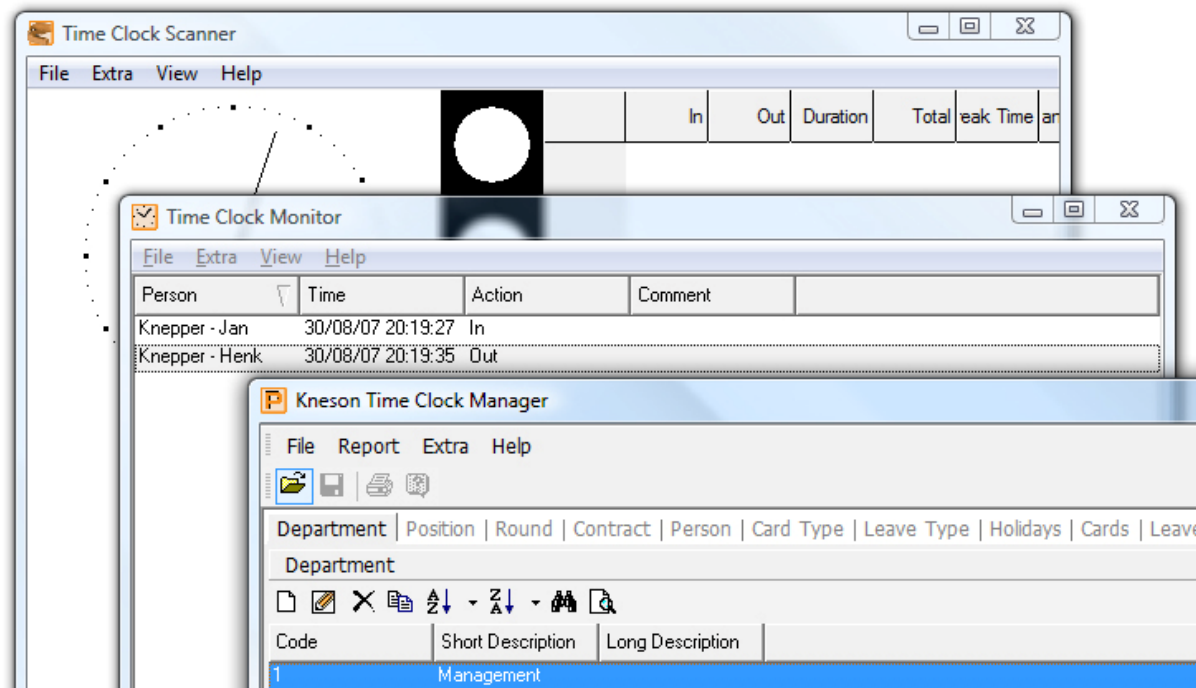 Time Clock Scanner
File Extra View Help
In Out Duration Total eak Time
Time Clock Monitor
File Extra View Help
Person Time Action Comment
Knepper - Jan 30/08/07 20:19:27 In
Knepper - Henk 30/08/07 20:19:35 Out
Kneson Time Clock Manager
File Report Extra Help
Department | Position | Round | Contract | Person | Card Type | Leave Type | Holidays | Cards | Leave
Department
Code Short Description Long Description
1 Management